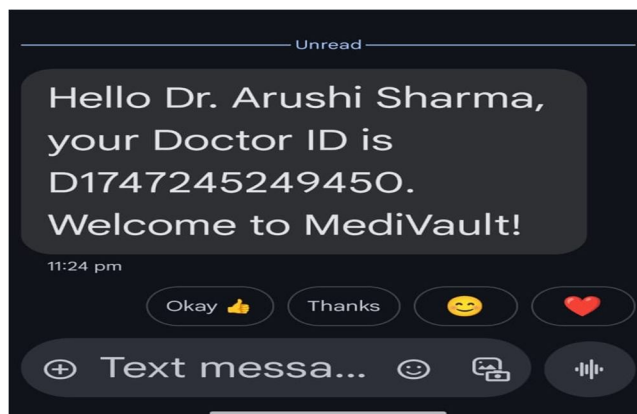 Unread
Hello Dr. Arushi Sharma,
your Doctor ID is
D1747245249450.
Welcome to MediVault!
11:24 pm
Okay 👍 Thanks 😊 ❤️
Text messa...